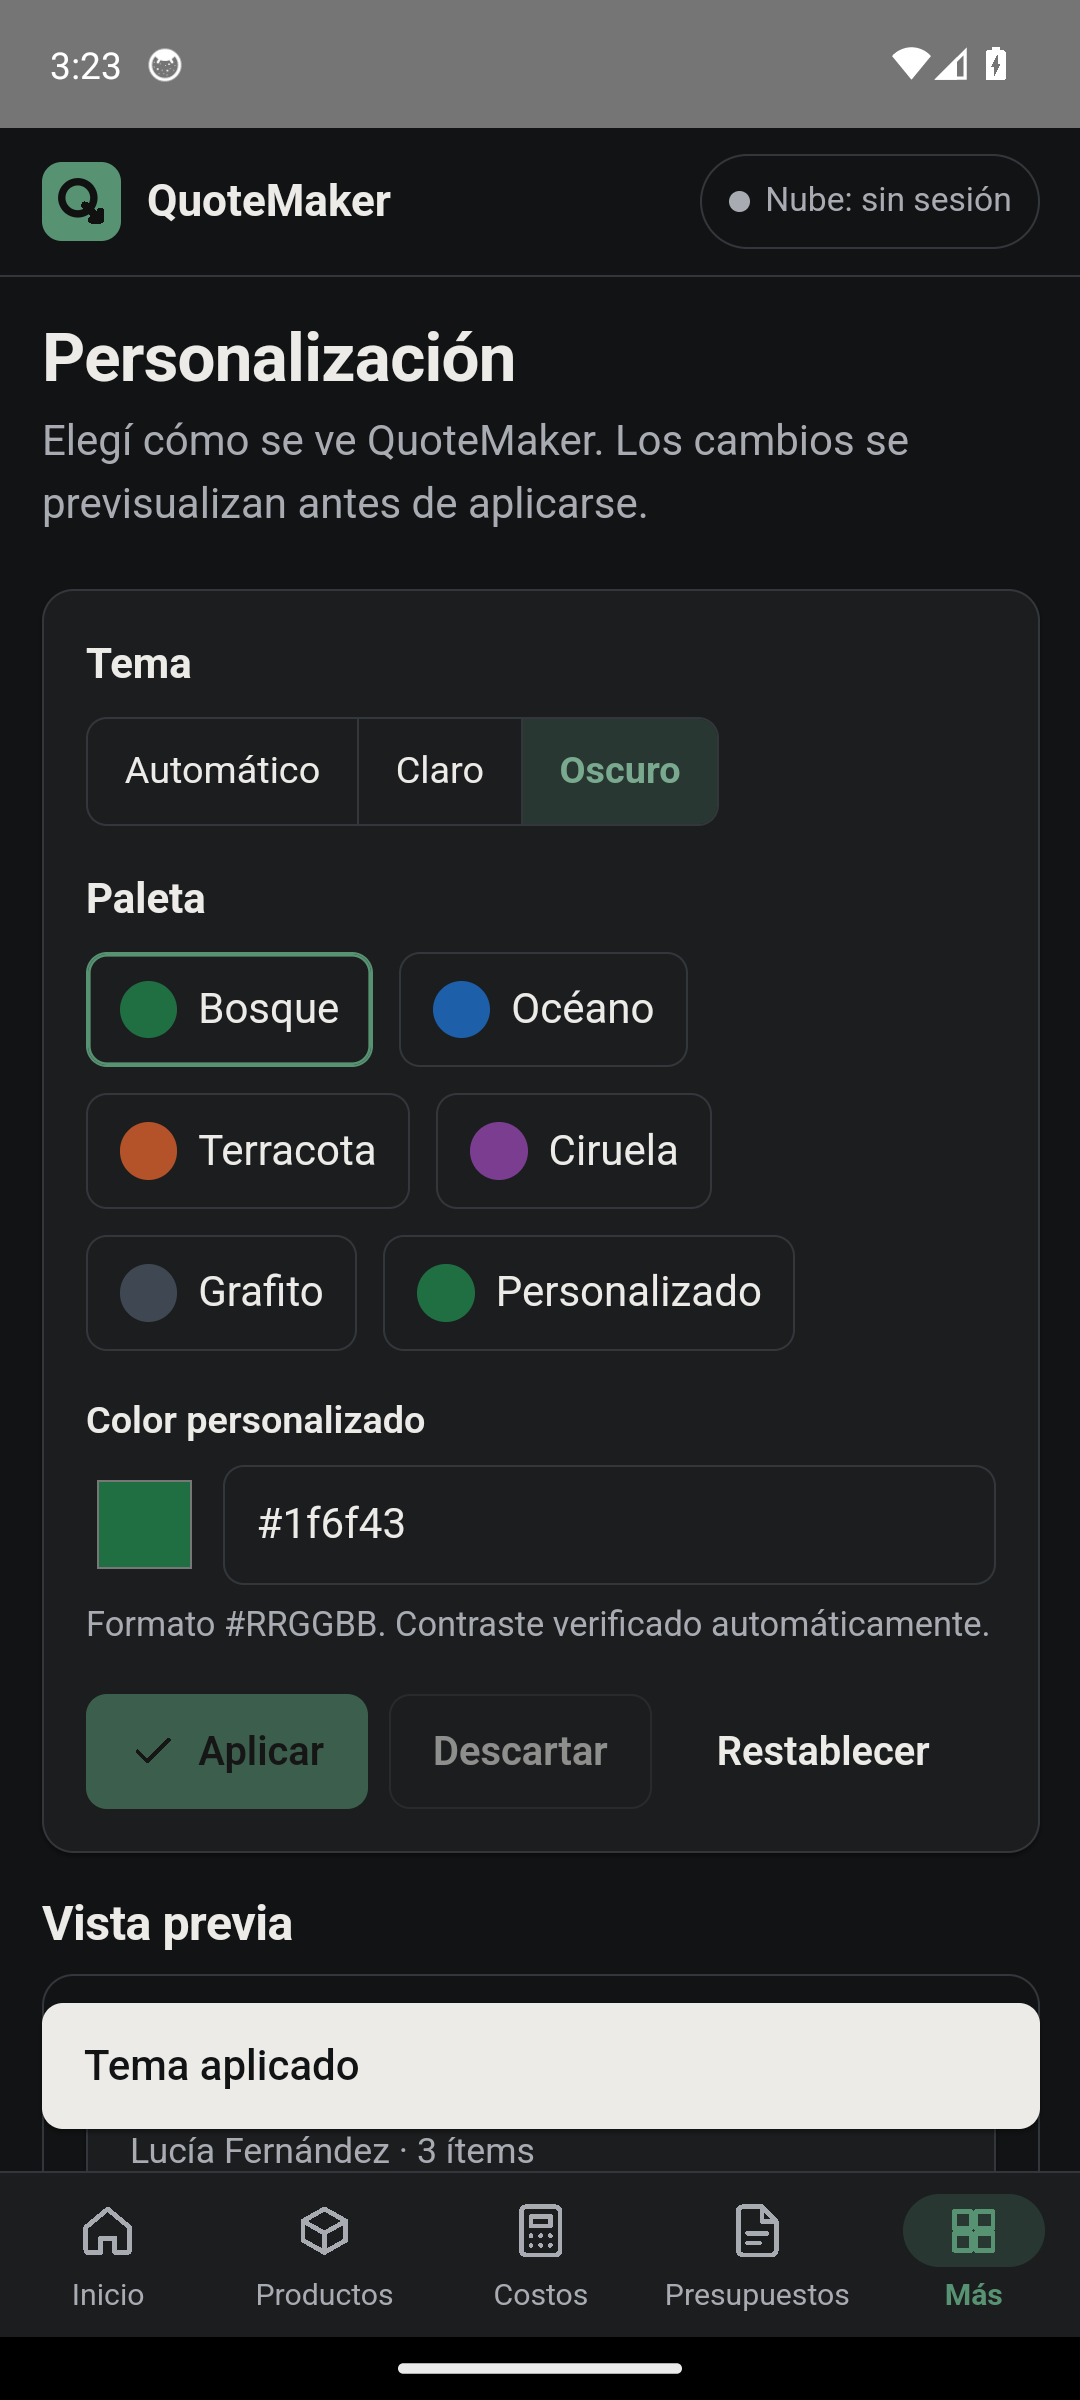 3:23
QuoteMaker
Nube: sin sesión
Personalización
Elegí cómo se ve QuoteMaker. Los cambios se
previsualizan antes de aplicarse.
Tema
Automático
Claro
Oscuro
Paleta
Bosque
Océano
Terracota
Ciruela
Grafito
Personalizado
Color personalizado
#1f6f43
Formato #RRGGBB. Contraste verificado automáticamente.
Aplicar
Descartar
Restablecer
Vista previa
Tema aplicado
Lucía Fernández · 3 ítems
Inicio
Productos
Costos
Presupuestos
Más